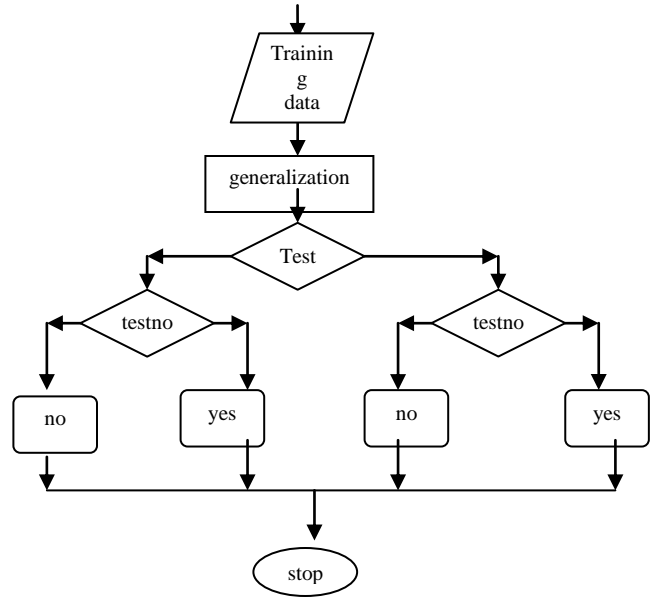 Trainin
g
data
generalization
Test
testno
testno
no
yes
no
yes
stop